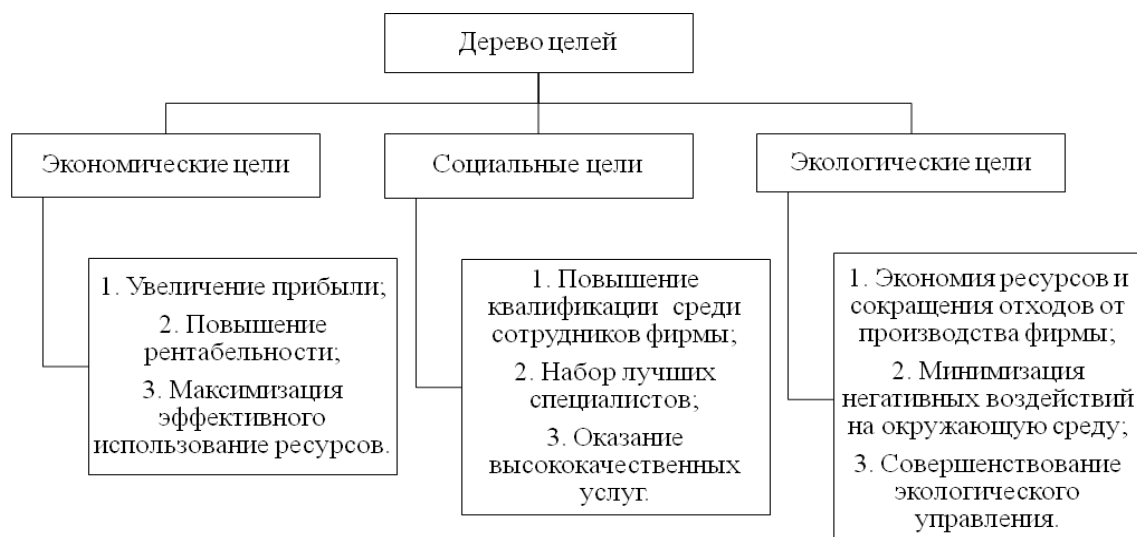 Дерево целей
Экономические цели
Социальные цели
Экологические цели
1. Увеличение прибыли;
2. Повышение
рентабельности;
3. Максимизация
эффективного
использование ресурсов.
1. Повышение
квалификации среди
сотрудников фирмы;
2. Набор лучших
специалистов;
3. Оказание
высококачественных
услуг.
1. Экономия ресурсов и
сокращения отходов от
производства фирмы;
2. Минимизация
негативных воздействий
на окружающую среду;
3. Совершенствование
экологического
управления.